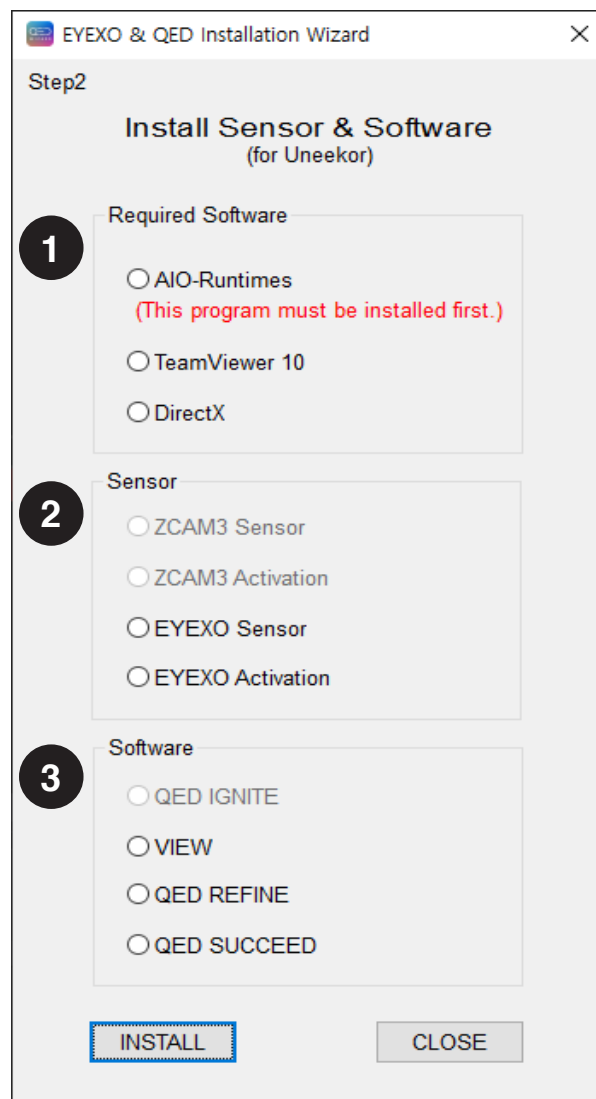 EYEXO & QED Installation Wizard
Step2
Install Sensor & Software
(for Uneekor)
1
Required Software
AIO-Runtimes
(This program must be installed first.)
TeamViewer 10
DirectX
2
Sensor
ZCAM3 Sensor
ZCAM3 Activation
EYEXO Sensor
EYEXO Activation
3
Software
QED IGNITE
VIEW
QED REFINE
QED SUCCEED
INSTALL
CLOSE